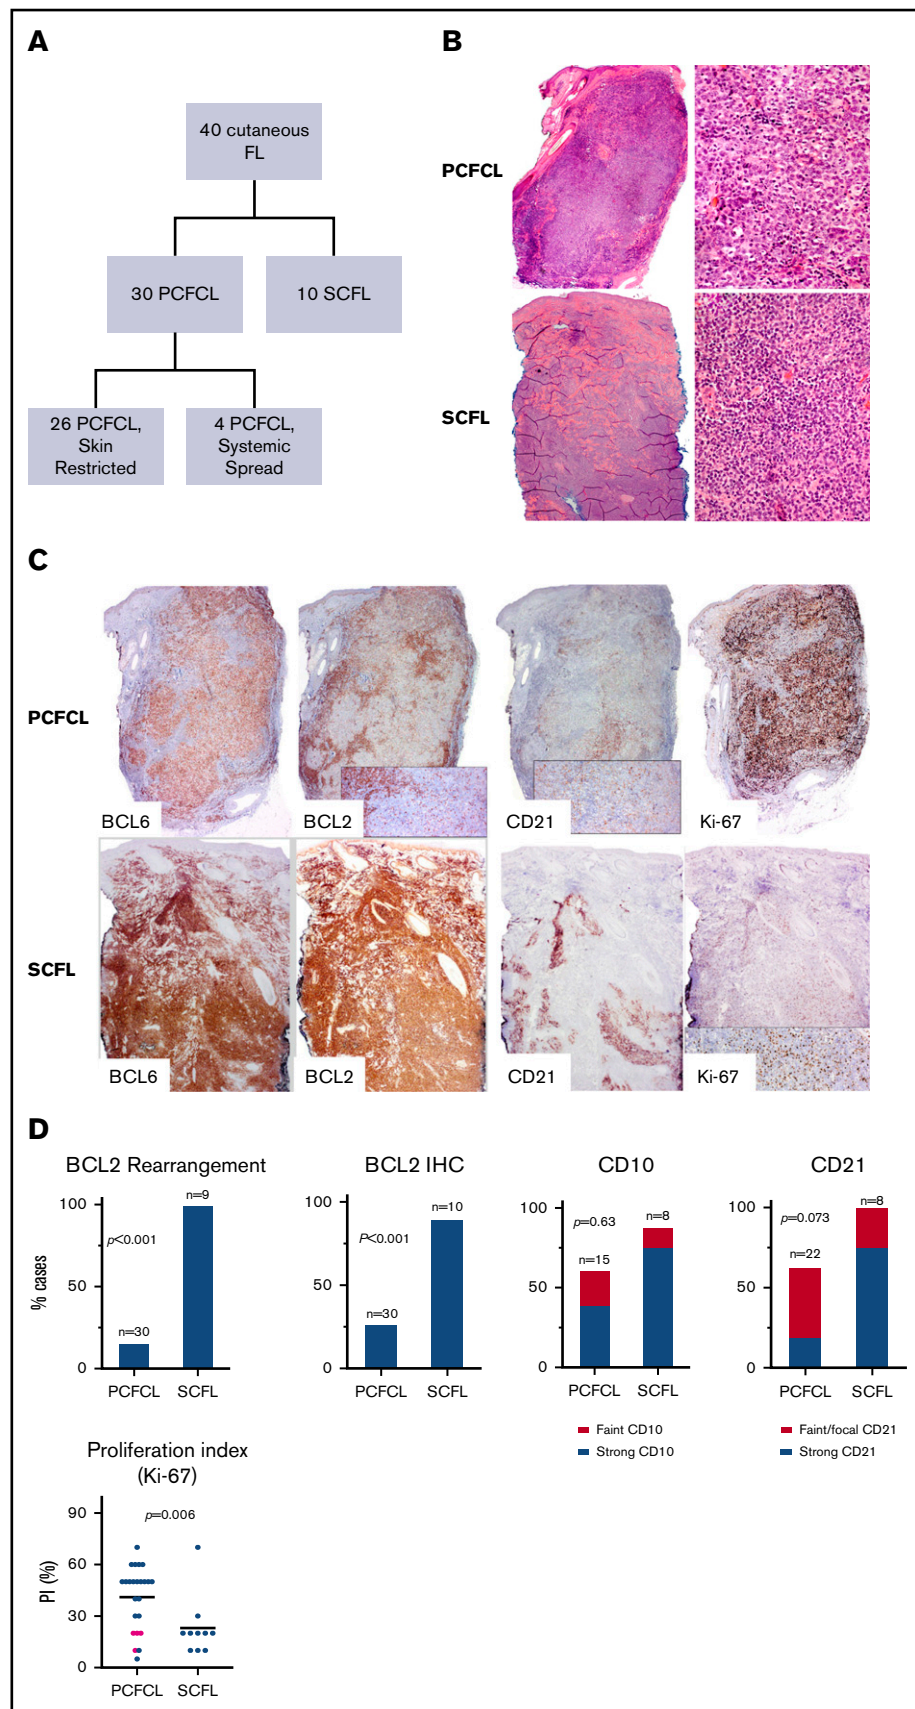 A
40 cutaneous
FL
30 PCFCL
10 SCFL
26 PCFCL,
Skin
Restricted
4 PCFCL,
Systemic
Spread
B
PCFCL
SCFL
C
PCFCL
BCL6
BCL2
CD21
Ki-67
SCFL
BCL6
BCL2
CD21
Ki-67
D
BCL2 Rearrangement
% cases
100
50
0
p<0.001
n=30
n=9
PCFCL
SCFL
BCL2 IHC
100
50
0
P<0.001
n=30
n=10
PCFCL
SCFL
CD10
100
50
0
p=0.63
n=15
n=8
PCFCL
SCFL
Faint CD10
Strong CD10
CD21
100
50
0
p=0.073
n=22
n=8
PCFCL
SCFL
Faint/focal CD21
Strong CD21
Proliferation index
(Ki-67)
PI (%)
90
60
30
0
p=0.006
PCFCL
SCFL